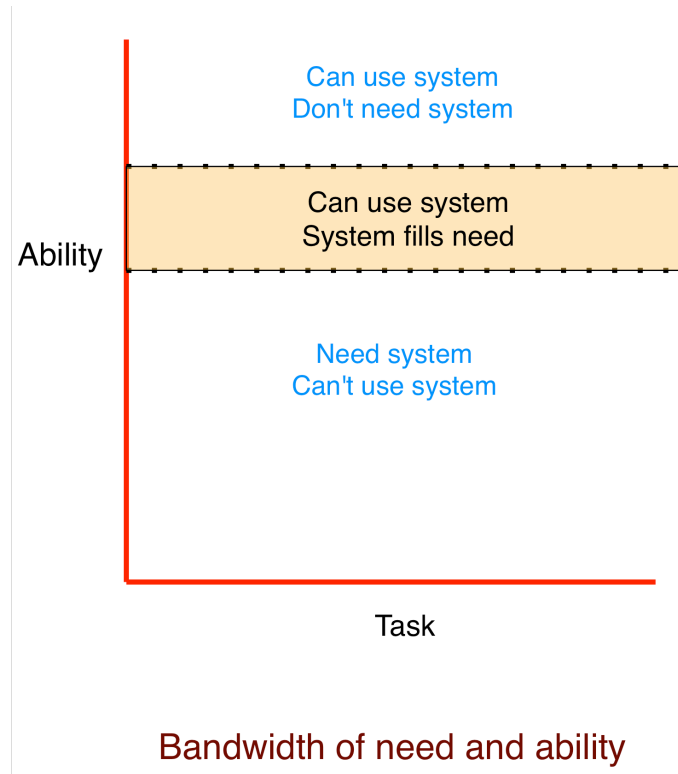 Can use system
Don't need system
Can use system
System fills need
Ability
Need system
Can't use system
Task
Bandwidth of need and ability